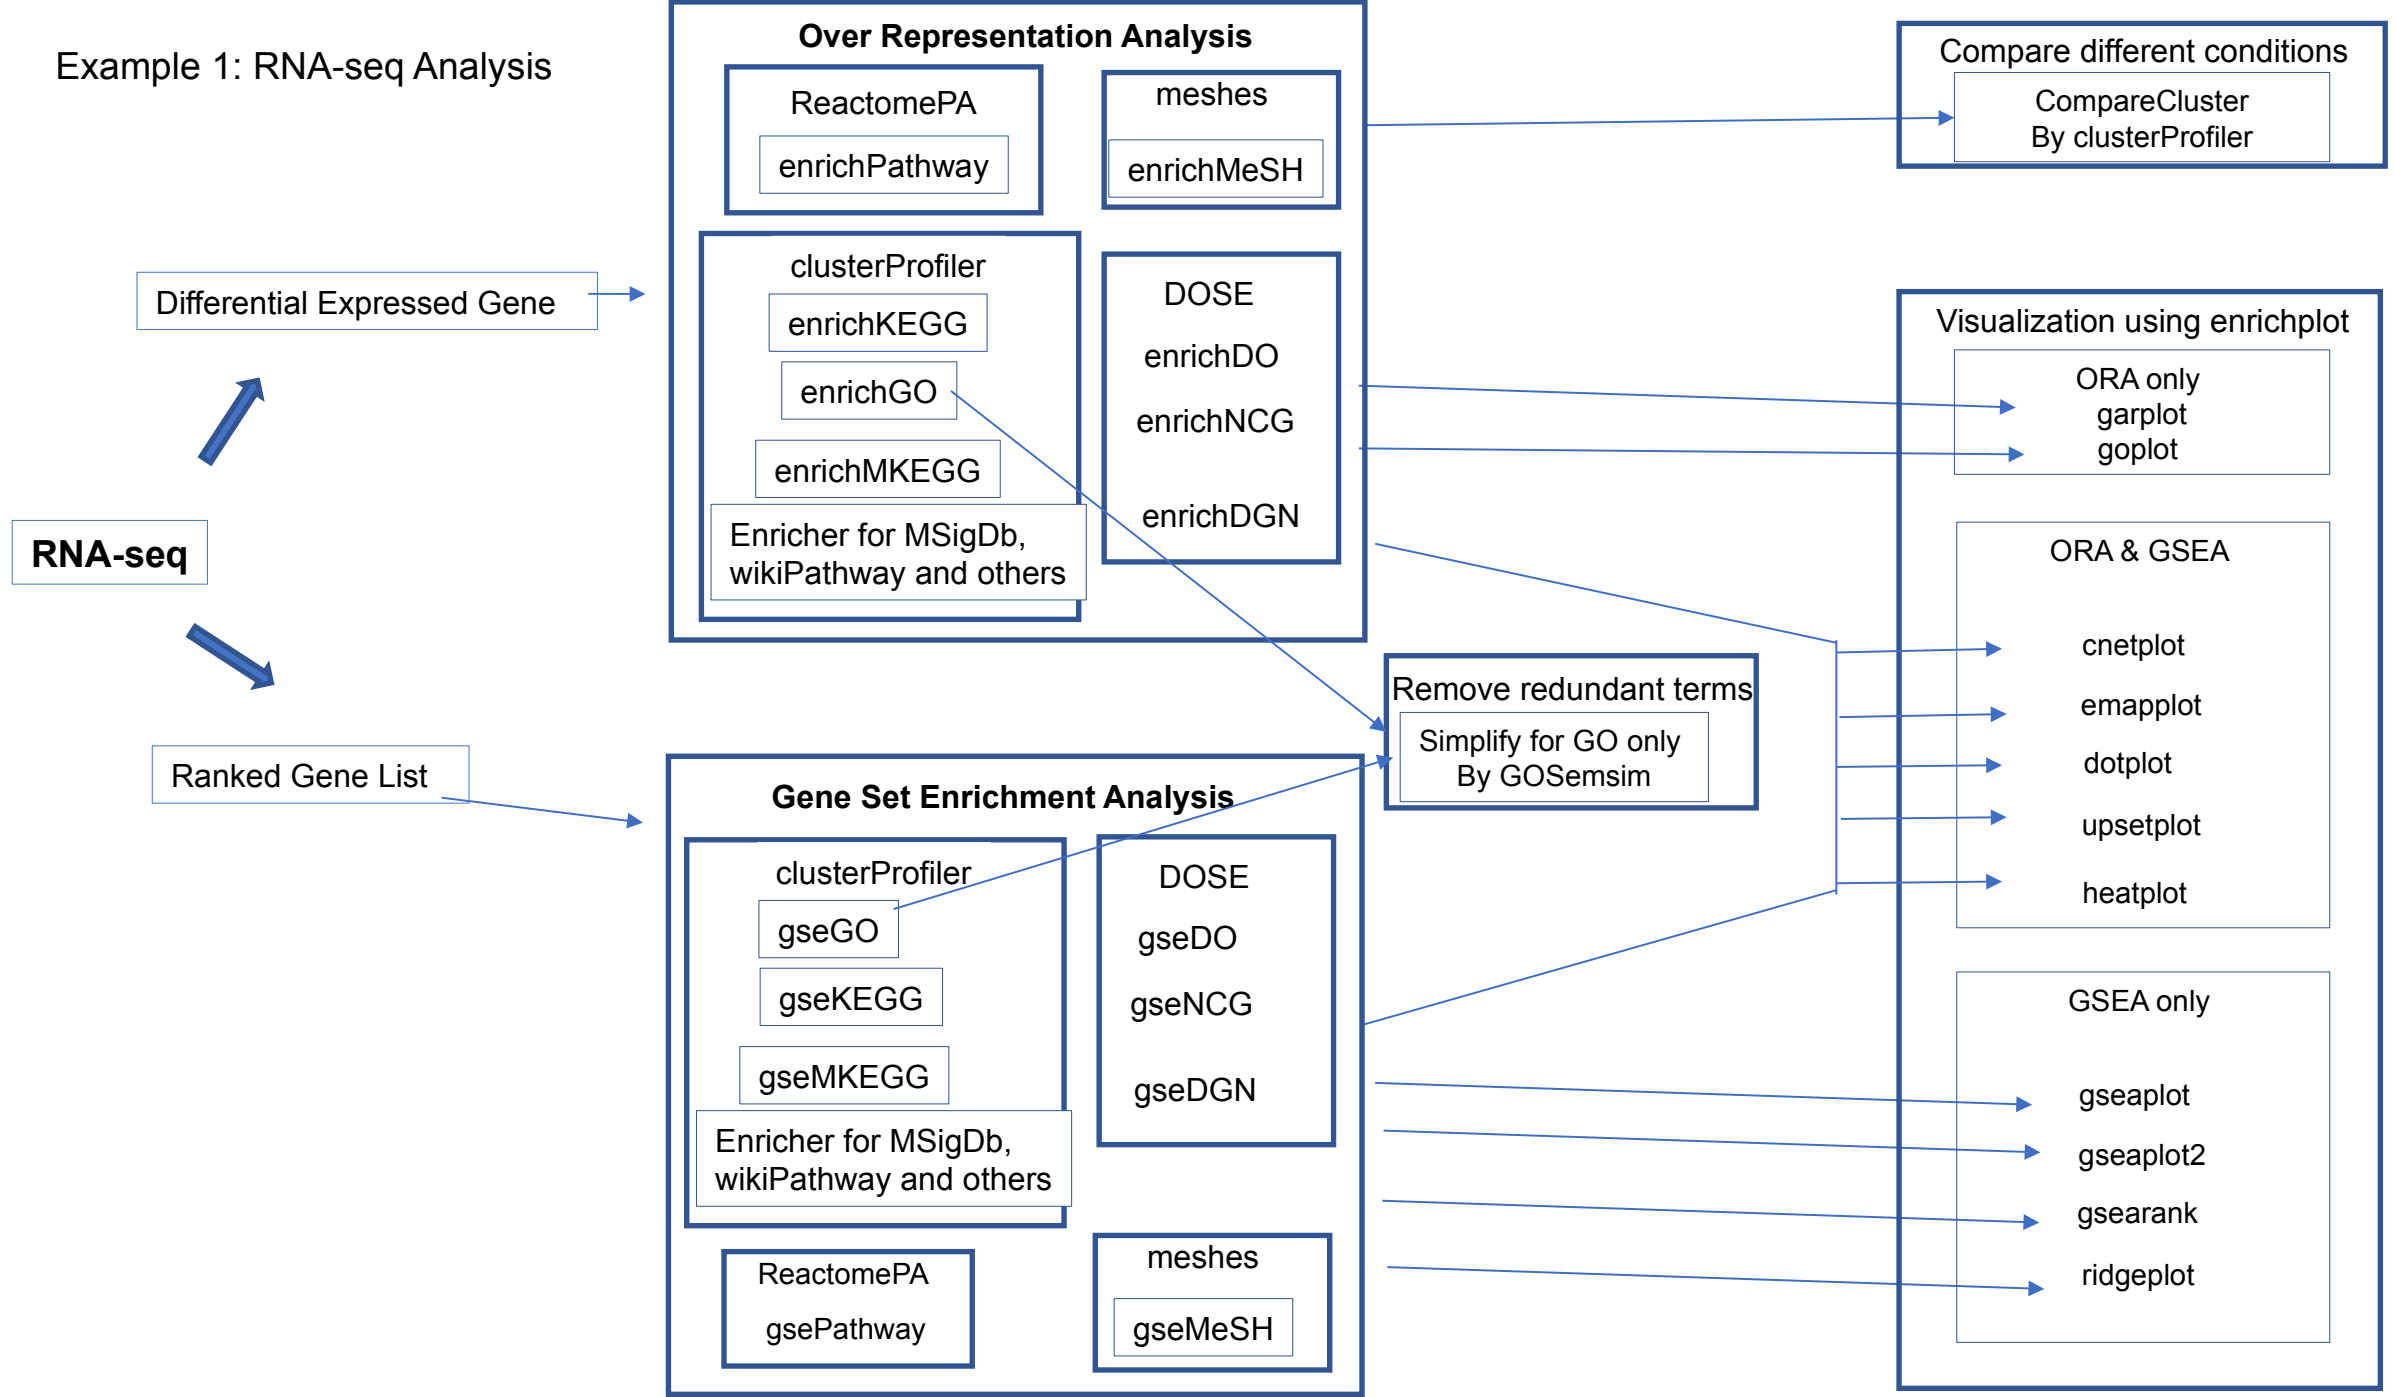 Example 1: RNA-seq Analysis
RNA-seq
Differential Expressed Gene
Ranked Gene List
Over Representation Analysis
ReactomePA
enrichPathway
meshes
enrichMeSH
clusterProfiler
enrichKEGG
enrichGO
enrichMKEGG
Enricher for MSigDb,
wikiPathway and others
DOSE
enrichDO
enrichNCG
enrichDGN
Gene Set Enrichment Analysis
clusterProfiler
gseGO
gseKEGG
gseMKEGG
Enricher for MSigDb,
wikiPathway and others
DOSE
gseDO
gseNCG
gseDGN
ReactomePA
gsePathway
meshes
gseMeSH
Remove redundant terms
Simplify for GO only
By GOSemsim
Compare different conditions
CompareCluster
By clusterProfiler
Visualization using enrichplot
ORA only
garplot
goplot
ORA & GSEA
cnetplot
emapplot
dotplot
upsetplot
heatplot
GSEA only
gseaplot
gseaplot2
gsearank
ridgeplot